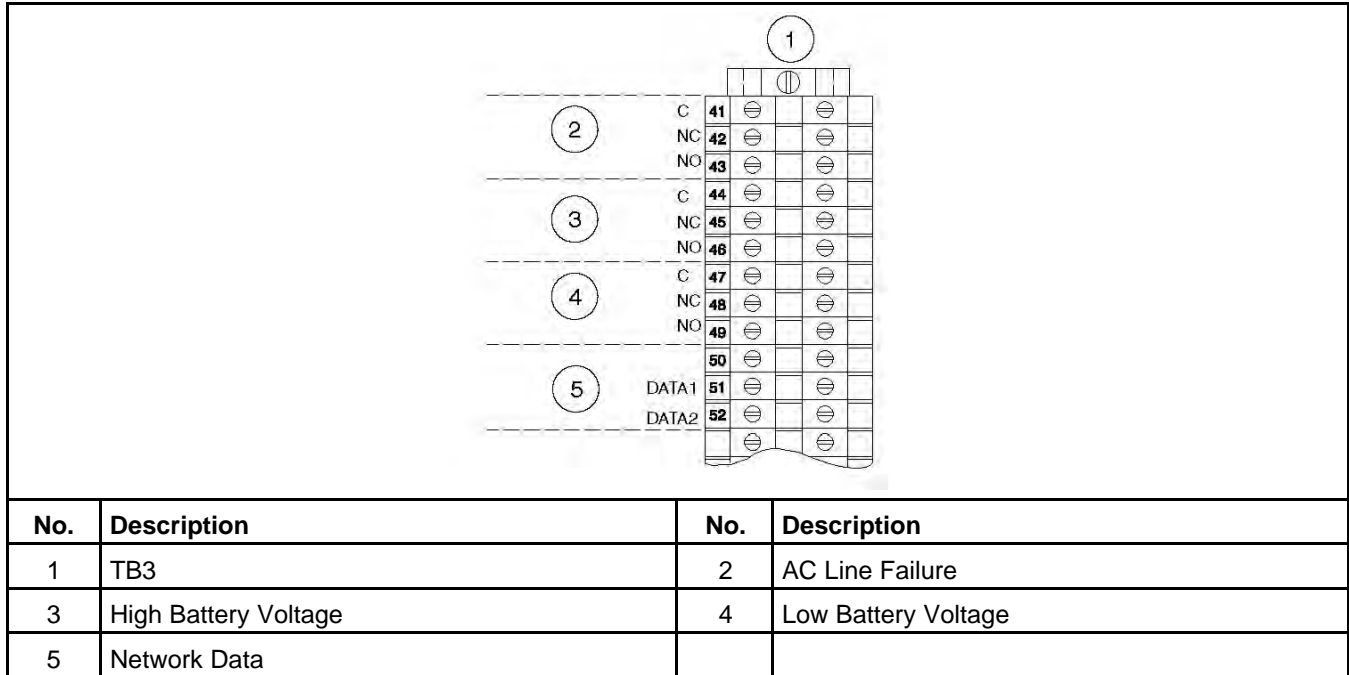 1
C 41
2
NC 42
NO 43
C 44
3
NC 45
NO 46
C 47
4
NC 48
NO 49
50
5 DATA1 51
DATA2 52
No. Description No. Description
1 TB3 2 AC Line Failure
3 High Battery Voltage 4 Low Battery Voltage
5 Network Data